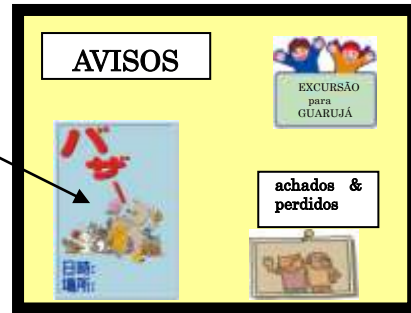 AVISOS
EXCURSÃO
para
GUARUJÁ
バザー
日時:
場所:
achados &
perdidos